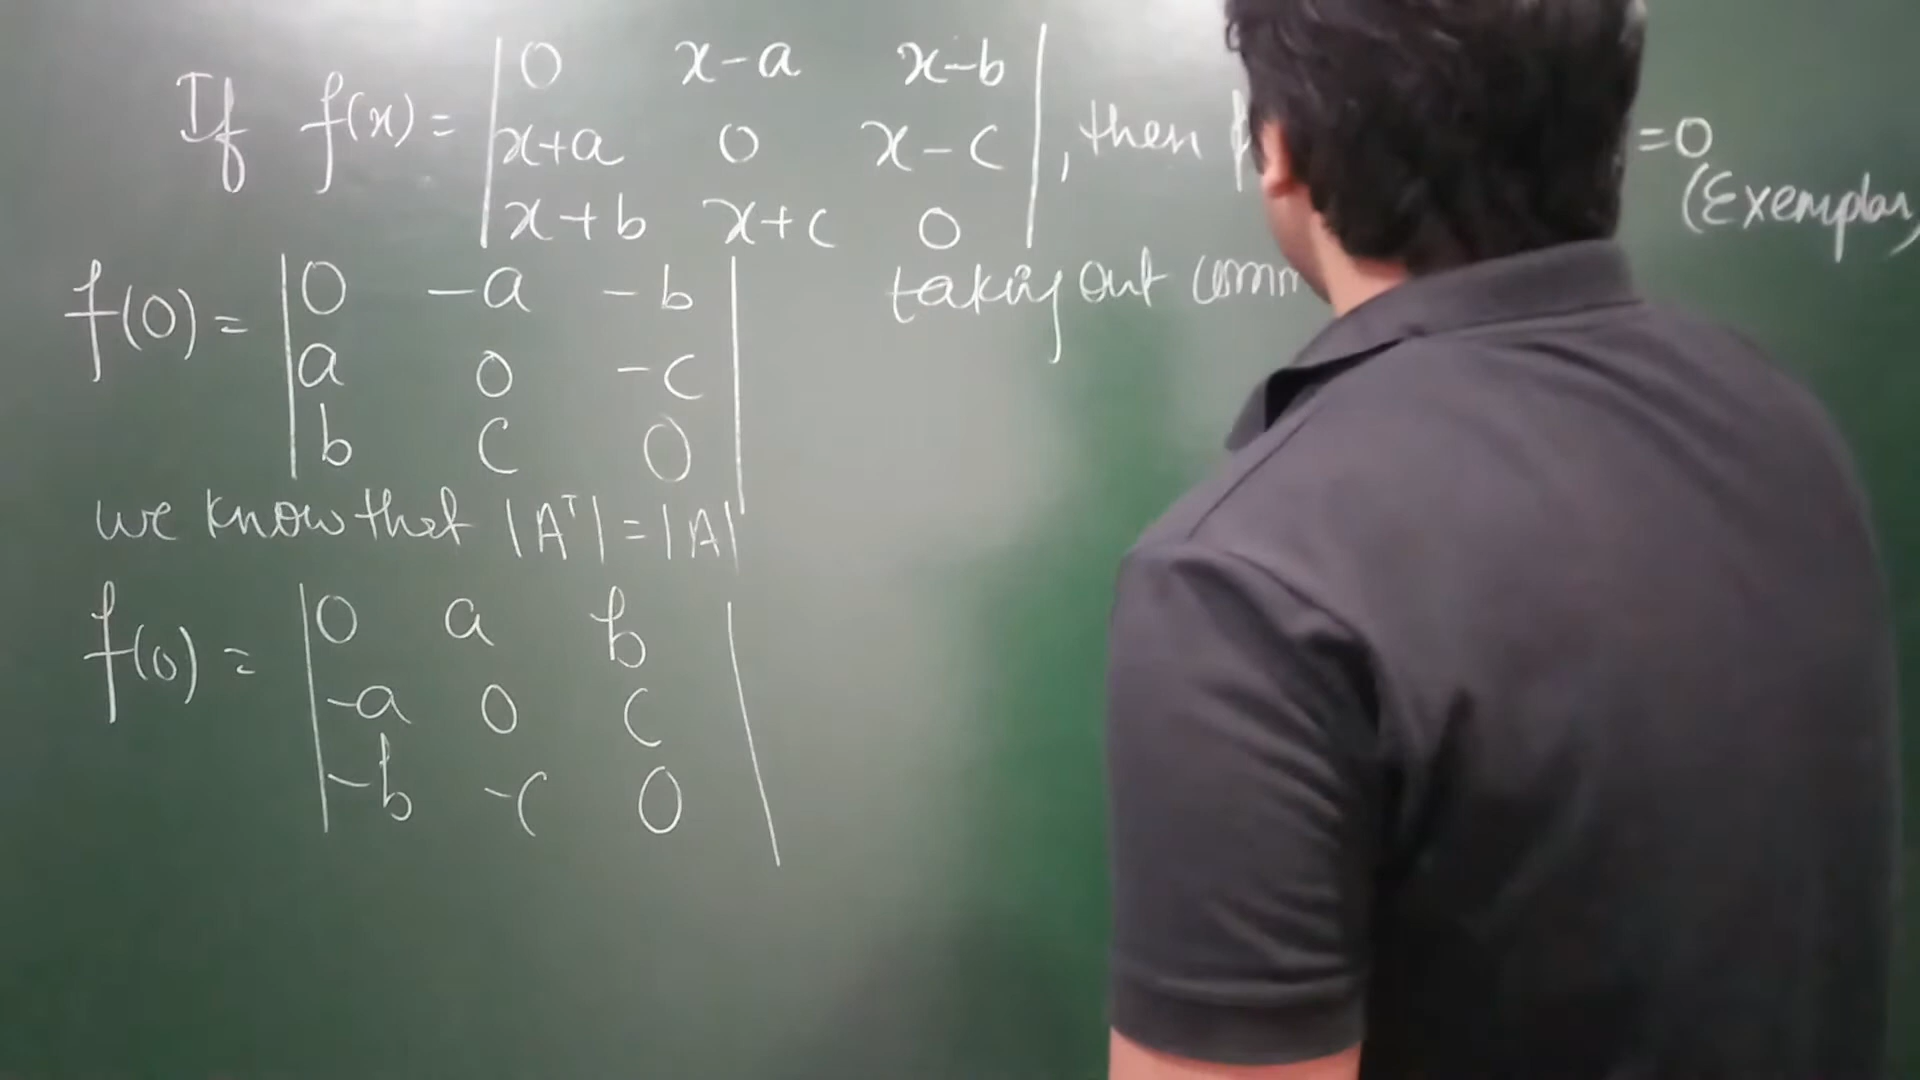 If f(x) = | 0 x-a x-b |
| x+a 0 x-c | , then =0
| x+b x+c 0 |
(Exemplar)
f(0) = | 0 -a -b |
| a 0 -c |
| b c 0 |
we know that |Aᵀ| = |A|
f(0) = | 0 a b |
| -a 0 c |
| -b -c 0 |
taking out